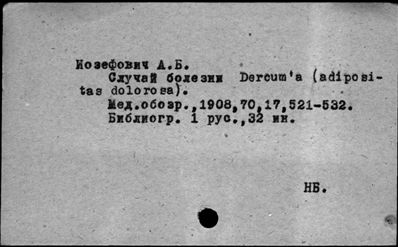 Иозефович А.Б.
Случай болезни Dercum'a (adiposi-
tas dolorosa).
Мед.обозр.,1908,70,17,521-532.
Библиогр. 1 рус.,32 ин.
НБ.